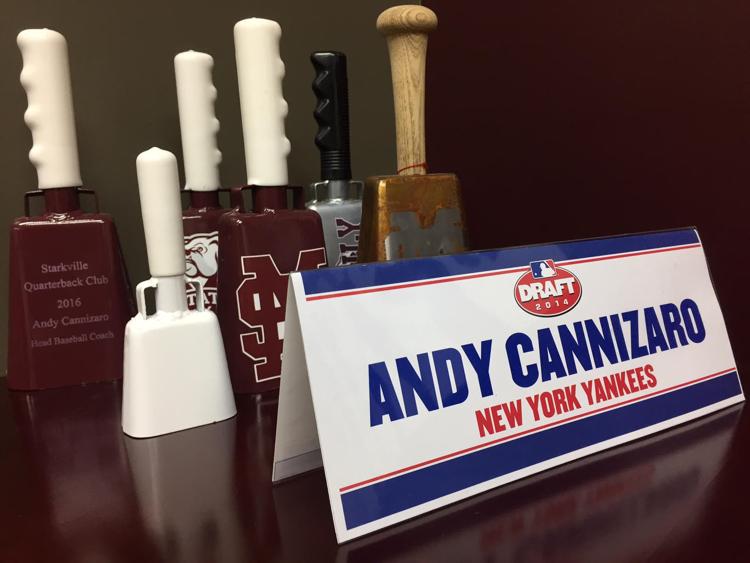 Starkville
Quarterback Club
2016
Andy Cannizaro
Head Baseball Coach
DRAFT
2014
ANDY CANNIZARO
NEW YORK YANKEES